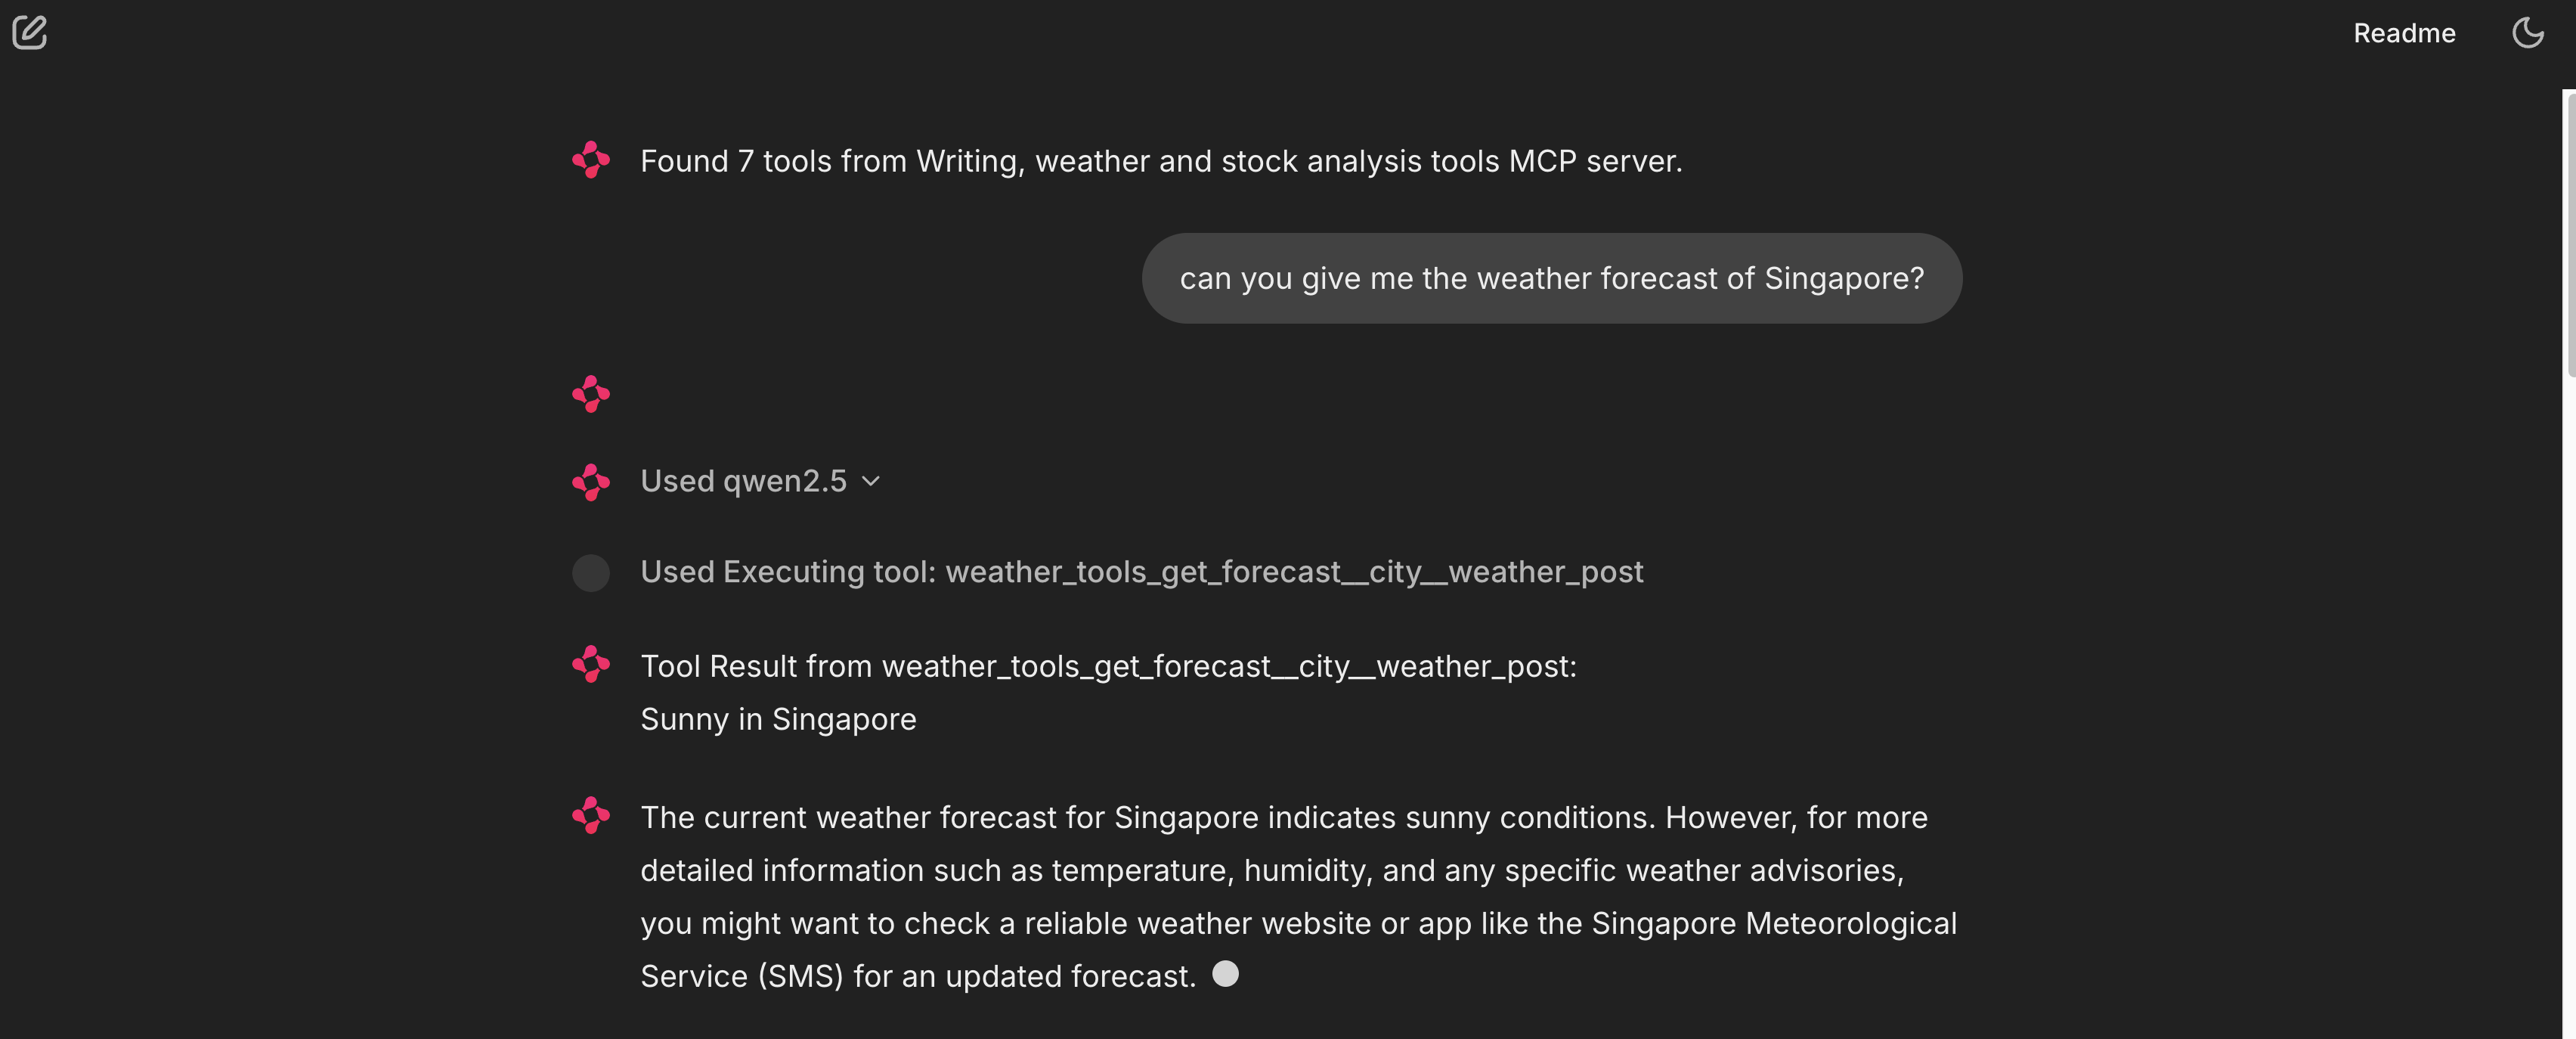 Readme
Found 7 tools from Writing, weather and stock analysis tools MCP server.
can you give me the weather forecast of Singapore?
Used qwen2.5
Used Executing tool: weather_tools_get_forecast__city__weather_post
Tool Result from weather_tools_get_forecast__city__weather_post:
Sunny in Singapore
The current weather forecast for Singapore indicates sunny conditions. However, for more
detailed information such as temperature, humidity, and any specific weather advisories,
you might want to check a reliable weather website or app like the Singapore Meteorological
Service (SMS) for an updated forecast.